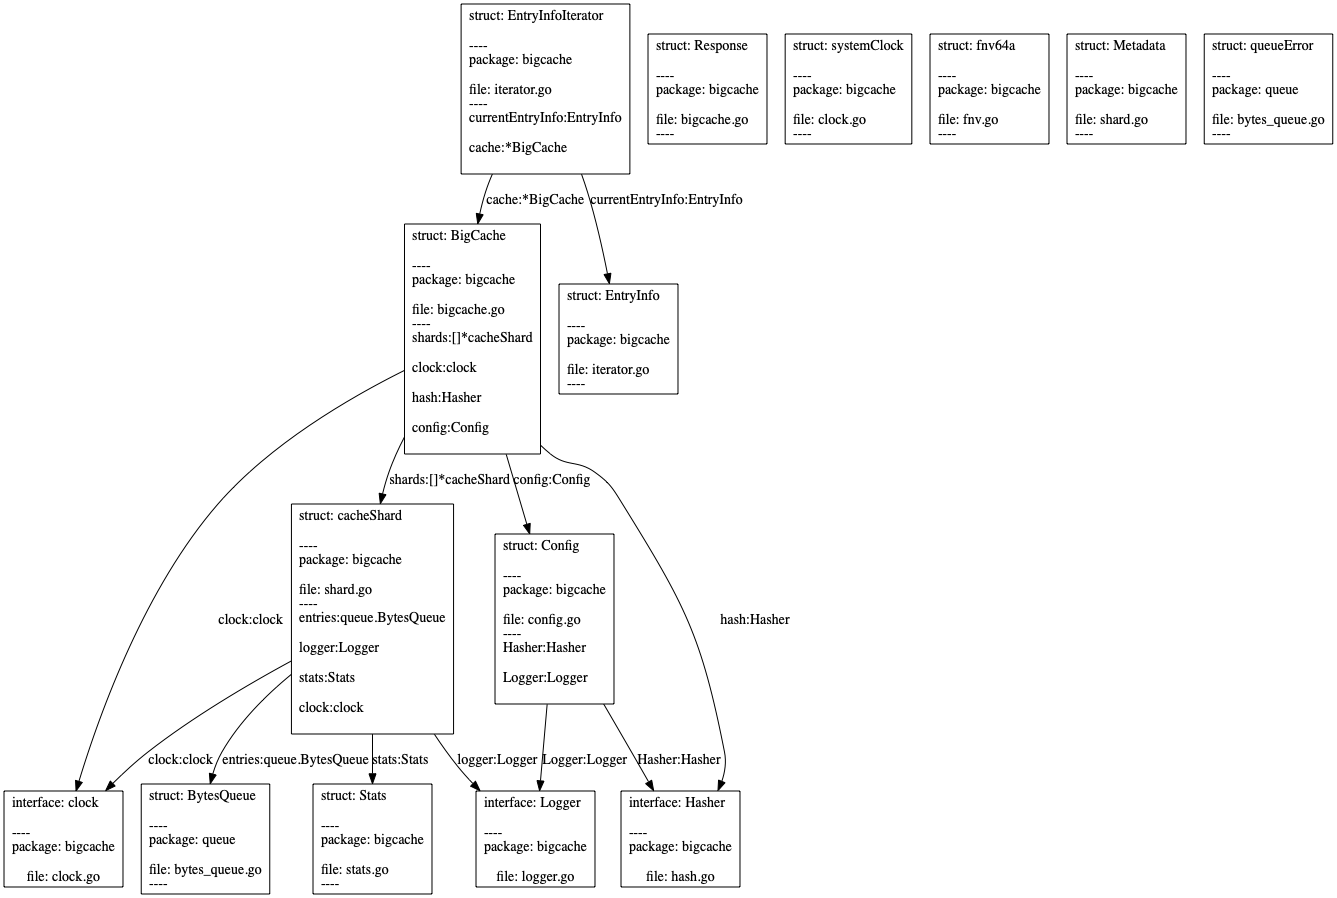 struct: EntryInfoIterator
----
package: bigcache
file: iterator.go
----
currentEntryInfo:EntryInfo
cache:*BigCache
struct: Response
----
package: bigcache
file: bigcache.go
----
struct: systemClock
----
package: bigcache
file: clock.go
----
struct: fnv64a
----
package: bigcache
file: fnv.go
----
struct: Metadata
----
package: bigcache
file: shard.go
----
struct: queueError
----
package: queue
file: bytes_queue.go
----
cache:*BigCache
currentEntryInfo:EntryInfo
struct: BigCache
----
package: bigcache
file: bigcache.go
----
shards:[]*cacheShard
clock:clock
hash:Hasher
config:Config
struct: EntryInfo
----
package: bigcache
file: iterator.go
----
shards:[]*cacheShard
config:Config
struct: cacheShard
----
package: bigcache
file: shard.go
----
entries:queue.BytesQueue
logger:Logger
stats:Stats
clock:clock
struct: Config
----
package: bigcache
file: config.go
----
Hasher:Hasher
Logger:Logger
clock:clock
hash:Hasher
clock:clock
entries:queue.BytesQueue
stats:Stats
logger:Logger
Logger:Logger
Hasher:Hasher
interface: clock
----
package: bigcache
file: clock.go
struct: BytesQueue
----
package: queue
file: bytes_queue.go
----
struct: Stats
----
package: bigcache
file: stats.go
----
interface: Logger
----
package: bigcache
file: logger.go
interface: Hasher
----
package: bigcache
file: hash.go